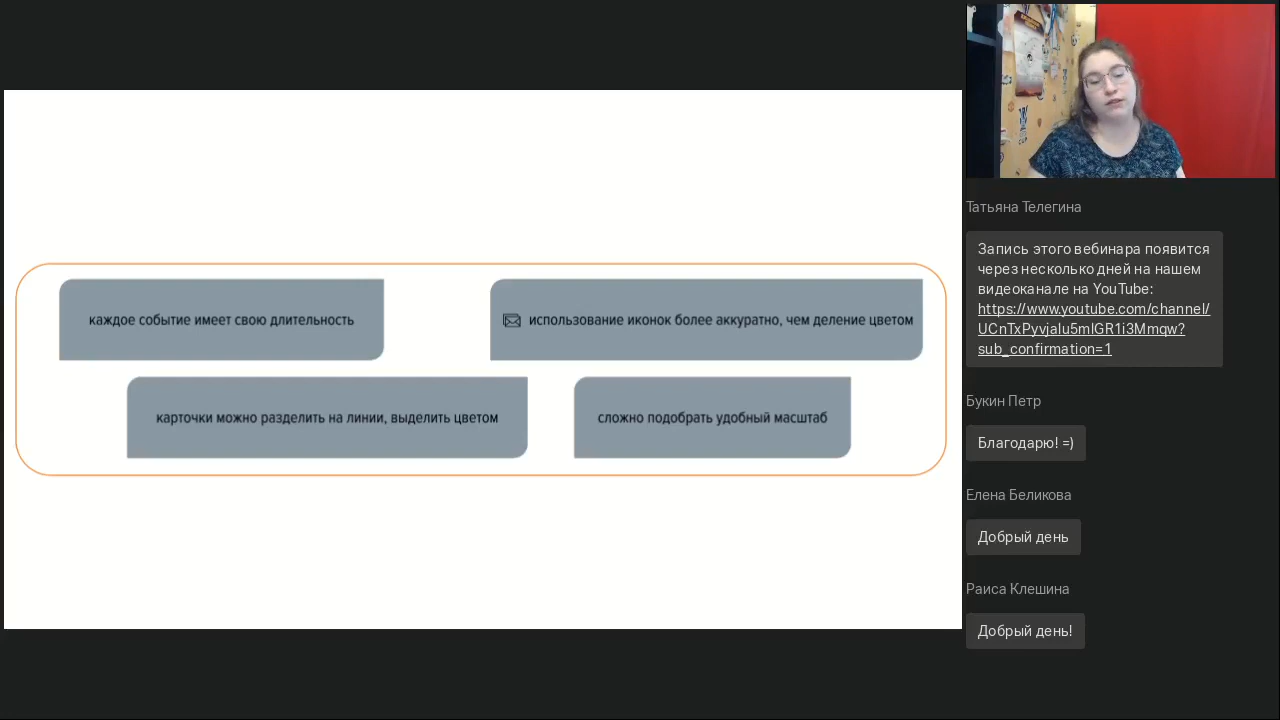 каждое событие имеет свою длительность
использование иконок более аккуратно, чем деление цветом
карточки можно разделить на линии, выделить цветом
сложно подобрать удобный масштаб
Татьяна Телегина
Запись этого вебинара появится
через несколько дней на нашем
видеоканале на YouTube:
https://www.youtube.com/channel/
UCnTxPyvjaIu5mIGR1i3Mmqw?
sub_confirmation=1
Букин Петр
Благодарю! =)
Елена Беликова
Добрый день
Раиса Клешина
Добрый день!